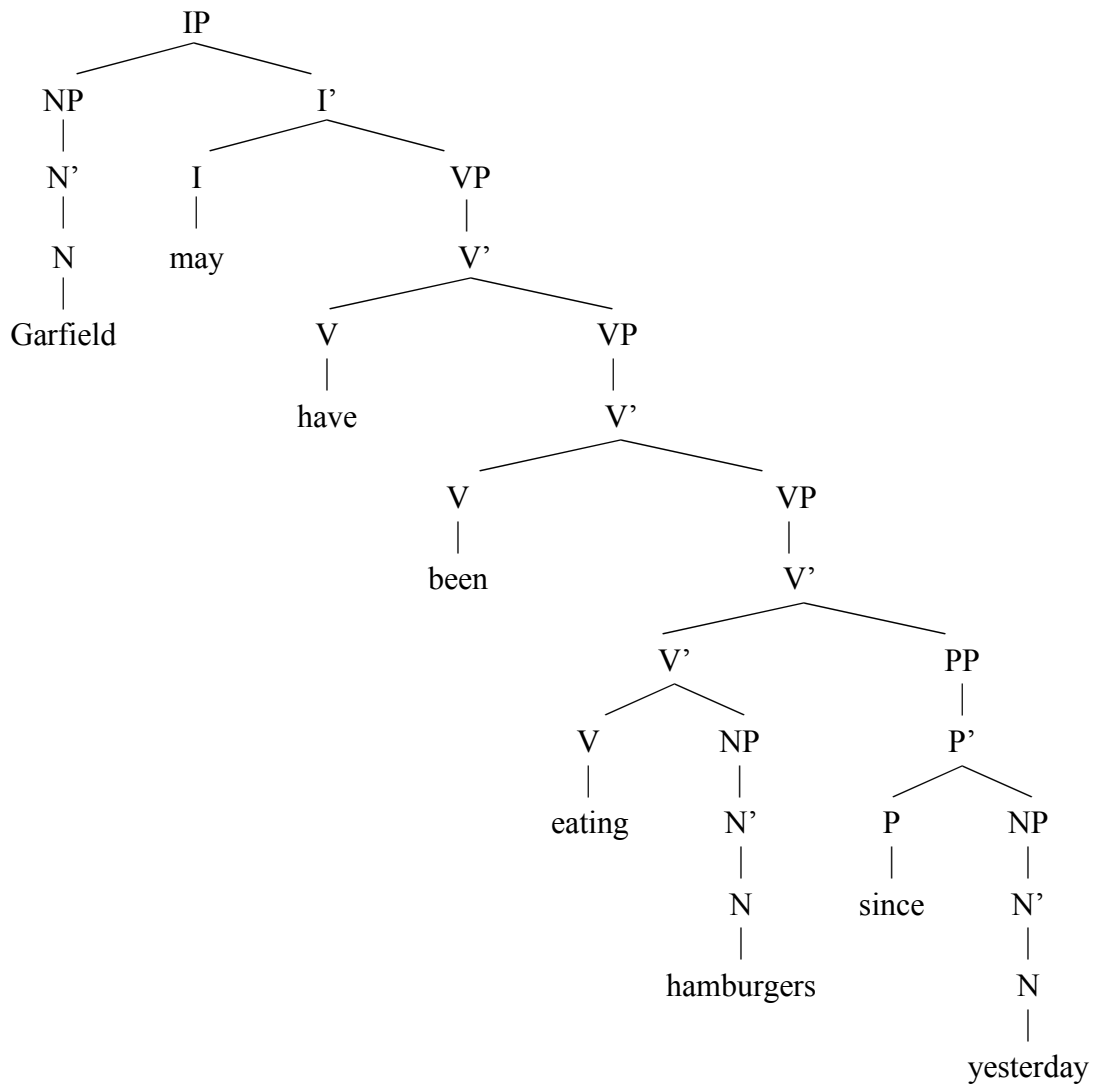 IP
NP I’
N’ I VP
N may V’
Garfield V VP
have V’
V VP
been V’
V’ PP
V NP P’
eating N’ P NP
N since N’
hamburgers N
yesterday